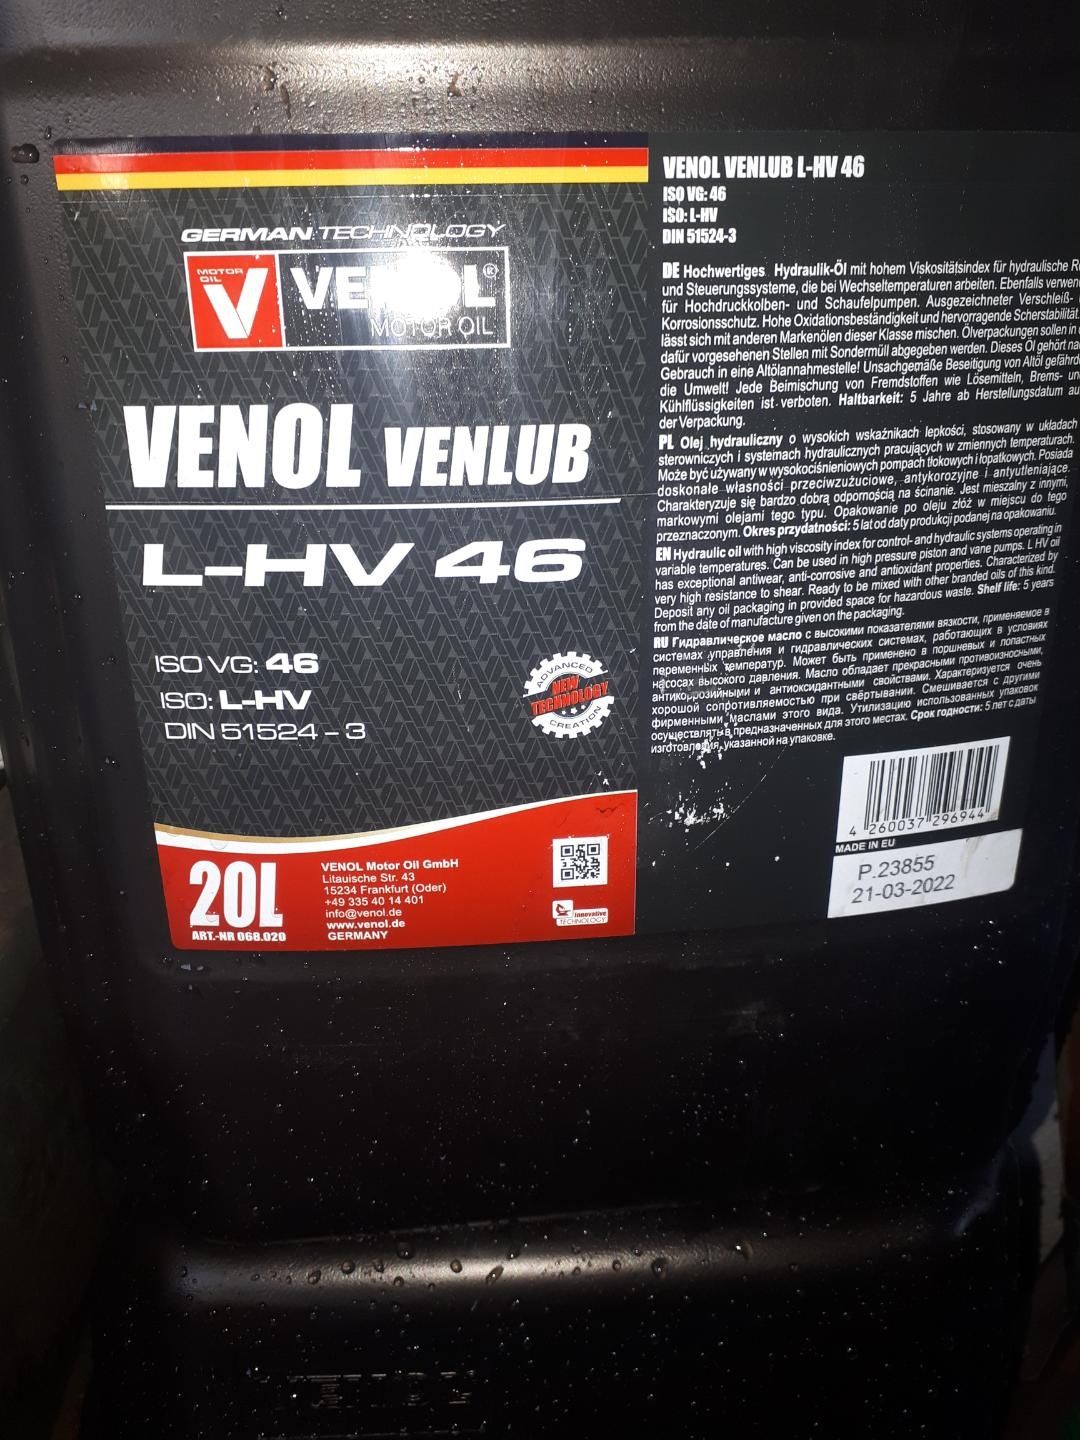 GERMAN TECHNOLOGY
MOTOR OIL
VENOL®
MOTOR OIL
VENOL VENLUB
L-HV 46
ISO VG: 46
ISO: L-HV
DIN 51524 – 3
ADVANCED
NEW TECHNOLOGY
CREATION
20L
ART.-NR 068.020
VENOL Motor Oil GmbH
Litauische Str. 43
15234 Frankfurt (Oder)
+49 335 40 14 401
info@venol.de
www.venol.de
GERMANY
innovative
TECHNOLOGY
VENOL VENLUB L-HV 46
ISO VG: 46
ISO: L-HV
DIN 51524-3
DE Hochwertiges Hydraulik-Öl mit hohem Viskositätsindex für hydraulische
und Steuerungssysteme, die bei Wechseltemperaturen arbeiten. Ebenfalls
für Hochdruckkolben- und Schaufelpumpen. Ausgezeichneter Verschleiß-
Korrosionsschutz. Hohe Oxidationsbeständigkeit und hervorragende Scherstabilität.
lässt sich mit anderen Markenölen dieser Klasse mischen. Ölverpackungen sollen in
dafür vorgesehenen Stellen mit Sondermüll abgegeben werden. Dieses Öl gehört
Gebrauch in eine Altölannahmestelle! Unsachgemäße Beseitigung von Altöl
die Umwelt! Jede Beimischung von Fremdstoffen wie Lösemitteln, Brems-
Kühlflüssigkeiten ist verboten. Haltbarkeit: 5 Jahre ab Herstellungsdatum
der Verpackung.
PL Olej hydrauliczny o wysokich wskaźnikach lepkości, stosowany w układach
sterowniczych i systemach hydraulicznych pracujących w zmiennych temperaturach.
Może być używany w wysokociśnieniowych pompach tłokowych i łopatkowych. Posiada
doskonałe własności przeciwzużuciowe, antykorozyjne i antyutleniające.
Charakteryzuje się bardzo dobrą odpornością na ścinanie. Jest mieszalny z innymi,
markowymi olejami tego typu. Opakowanie po oleju złóż w miejscu do tego
przeznaczonym. Okres przydatności: 5 lat od daty produkcji podanej na opakowaniu.
EN Hydraulic oil with high viscosity index for control- and hydraulic systems operating in
variable temperatures. Can be used in high pressure piston and vane pumps. L HV oil
has exceptional antiwear, anti-corrosive and antioxidant properties. Characterized by
very high resistance to shear. Ready to be mixed with other branded oils of this kind.
Deposit any oil packaging in provided space for hazardous waste. Shelf life: 5 years
from the date of manufacture given on the packaging.
RU Гидравлическое масло с высокими показателями вязкости, применяемое в
системах управления и гидравлических системах, работающих в условиях
переменных температур. Может быть применено в поршневых и лопастных
насосах высокого давления. Масло обладает прекрасными противоизносными,
антикоррозийными и антиоксидантными свойствами. Характеризуется очень
хорошой сопротивляемостью при свёртывании. Смешивается с другими
фирменными маслами этого вида. Утилизацию использованных упаковок
осуществлять в предназначенных для этого местах. Срок годности: 5 лет с даты
изготовления, указанной на упаковке.
4 260037 296944
MADE IN EU
P.23855
21-03-2022